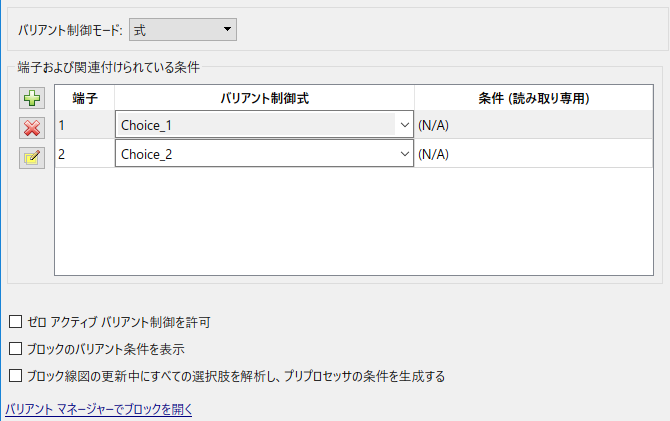 バリアント制御モード: 式
端子および関連付けられている条件
端子 バリアント制御式 条件 (読み取り専用)
1 Choice_1 (N/A)
2 Choice_2 (N/A)
ゼロ アクティブ バリアント制御を許可
ブロックのバリアント条件を表示
ブロック線図の更新中にすべての選択肢を解析し、プリプロセッサの条件を生成する
バリアント マネージャーでブロックを開く